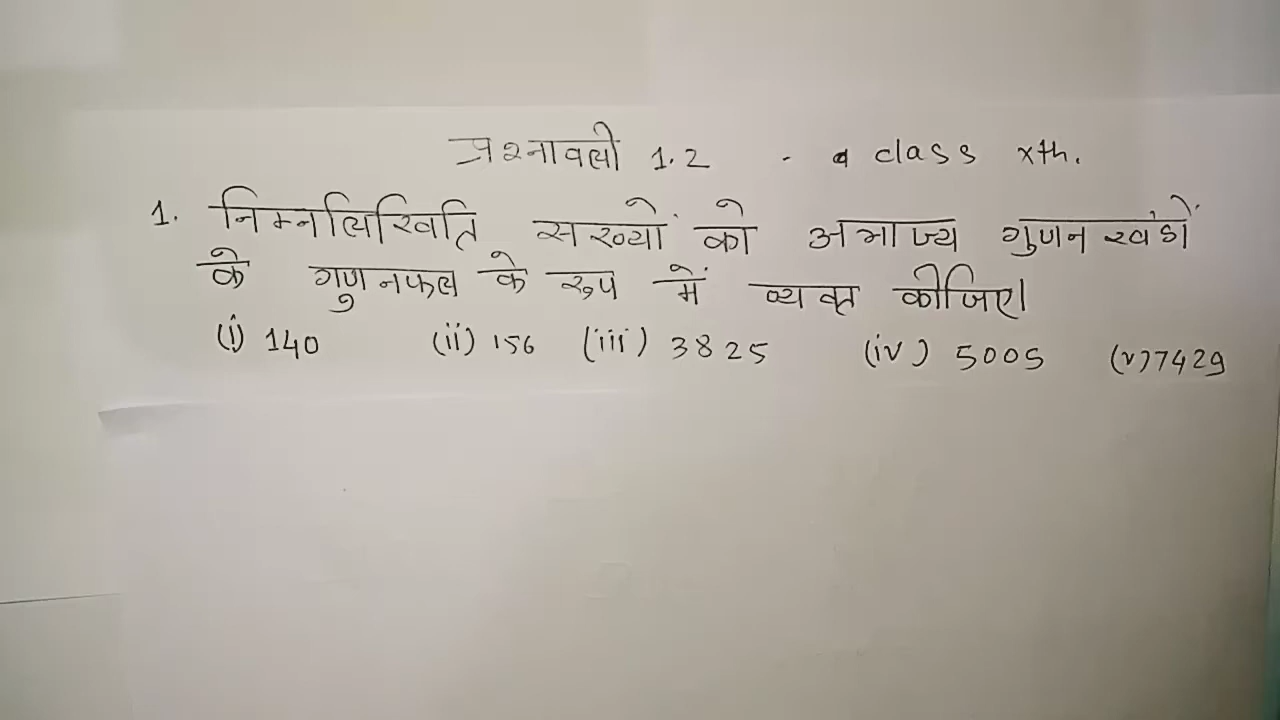 प्रश्नावली 1.2 - class xth.
1. निम्नलिखिति सख्यों को अभाज्य गुणनखंडों
के गुणनफल के रूप में व्यक्त कीजिए।
(i) 140 (ii) 156 (iii) 3825 (iv) 5005 (v) 7429